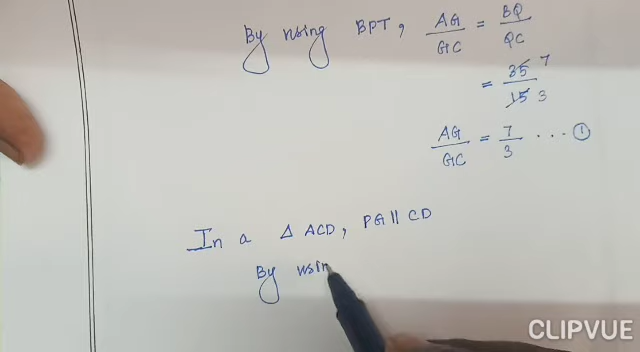 By using BPT, AG/GC = BQ/QC
= 35/15 7/3
AG/GC = 7/3 ... ①
In a Δ ACD, PG || CD
By usin
CLIPVUE